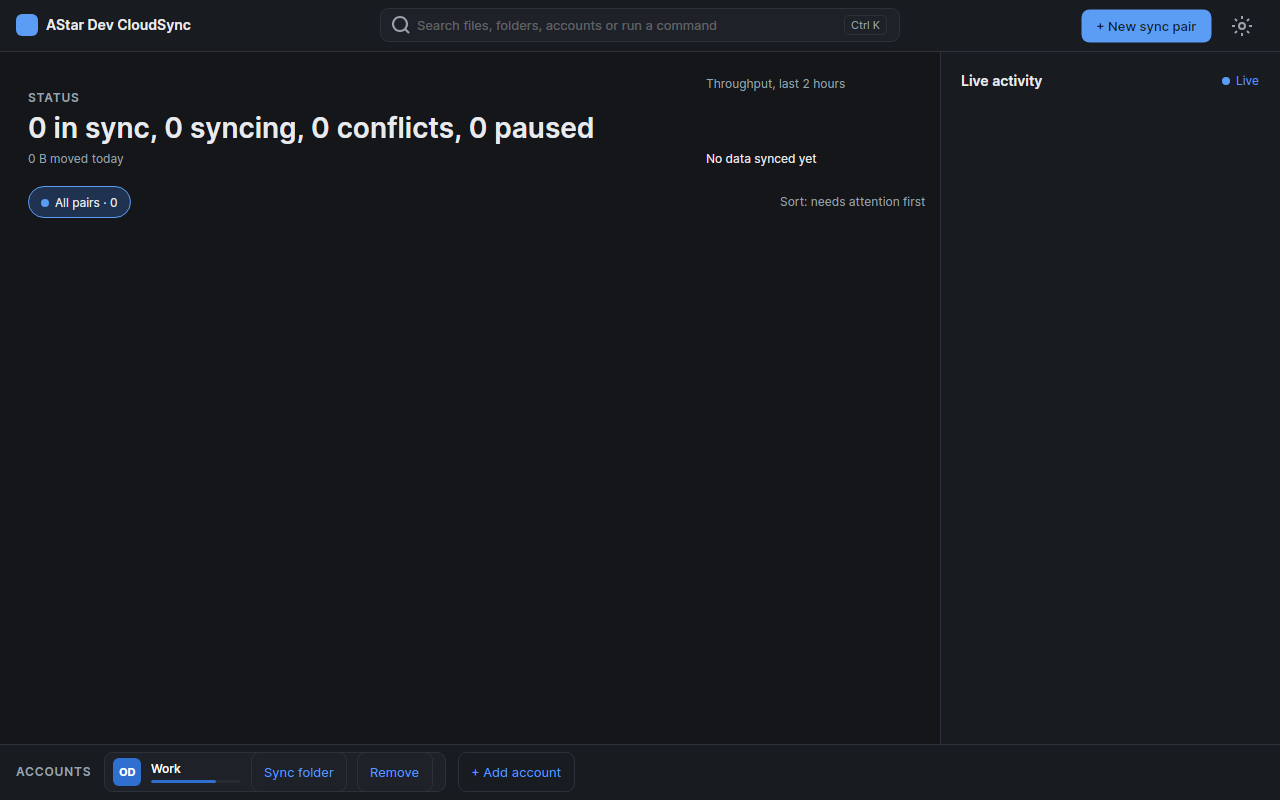 AStar Dev CloudSync
Search files, folders, accounts or run a command
Ctrl K
+ New sync pair
STATUS
0 in sync, 0 syncing, 0 conflicts, 0 paused
0 B moved today
Throughput, last 2 hours
No data synced yet
All pairs · 0
Sort: needs attention first
Live activity
Live
ACCOUNTS
OD
Work
Sync folder
Remove
+ Add account